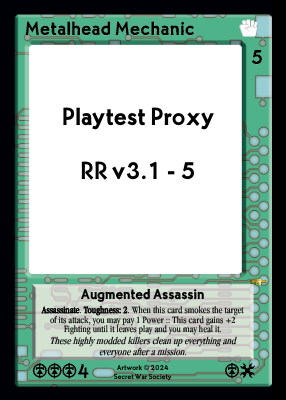 Metalhead Mechanic
5
Playtest Proxy
RR v3.1 - 5
Augmented Assassin
Assassinate. Toughness: 2. When this card smokes the target
of its attack, you may pay 1 Power :: This card gains +2
Fighting until it leaves play and you may heal it.
These highly modded killers clean up everything and
everyone after a mission.
4
Artwork © 2024
Secret War Society